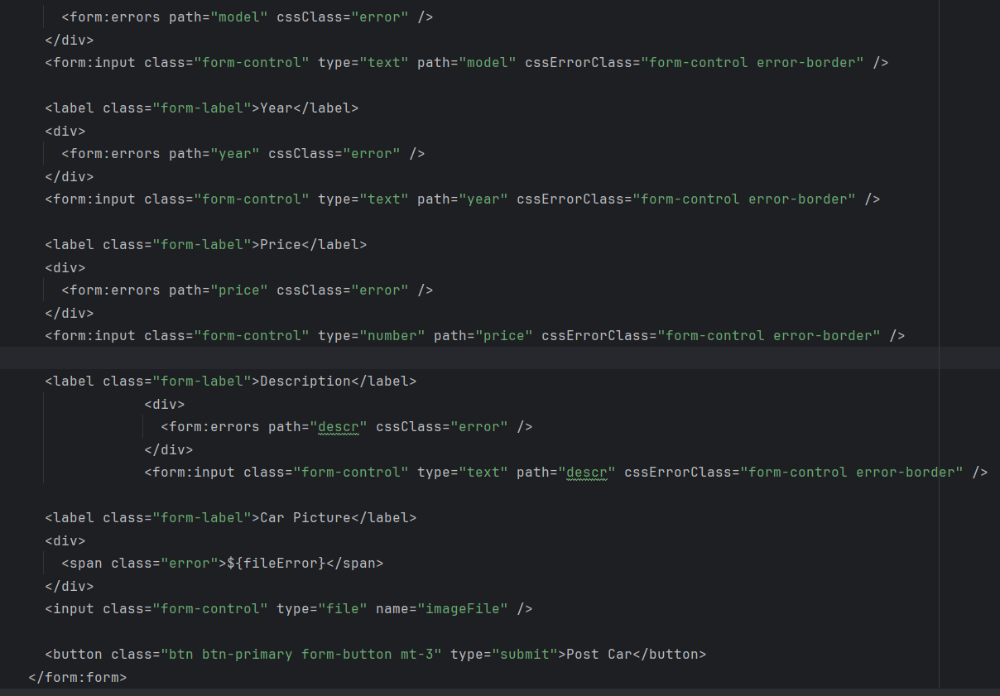 <form:errors path="model" cssClass="error" />
</div>
<form:input class="form-control" type="text" path="model" cssErrorClass="form-control error-border" />
<label class="form-label">Year</label>
<div>
<form:errors path="year" cssClass="error" />
</div>
<form:input class="form-control" type="text" path="year" cssErrorClass="form-control error-border" />
<label class="form-label">Price</label>
<div>
<form:errors path="price" cssClass="error" />
</div>
<form:input class="form-control" type="number" path="price" cssErrorClass="form-control error-border" />
<label class="form-label">Description</label>
<div>
<form:errors path="descr" cssClass="error" />
</div>
<form:input class="form-control" type="text" path="descr" cssErrorClass="form-control error-border" />
<label class="form-label">Car Picture</label>
<div>
<span class="error">${fileError}</span>
</div>
<input class="form-control" type="file" name="imageFile" />
<button class="btn btn-primary form-button mt-3" type="submit">Post Car</button>
</form:form>